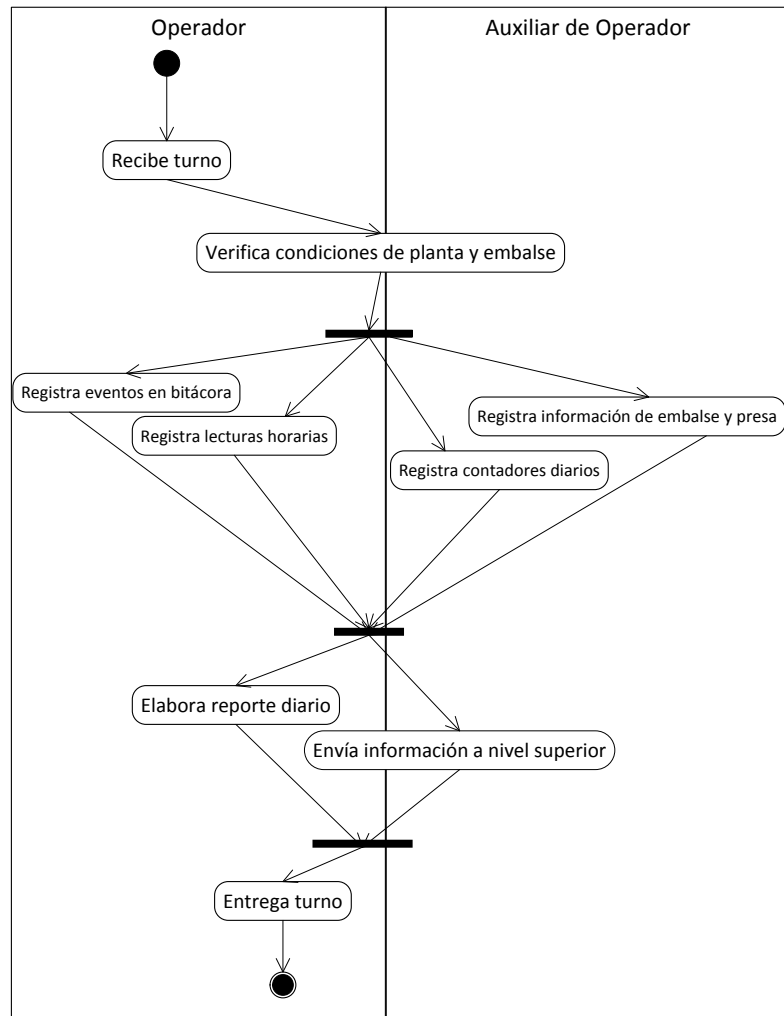 Operador
Auxiliar de Operador
Recibe turno
Verifica condiciones de planta y embalse
Registra eventos en bitácora
Registra lecturas horarias
Registra contadores diarios
Registra información de embalse y presa
Elabora reporte diario
Envía información a nivel superior
Entrega turno